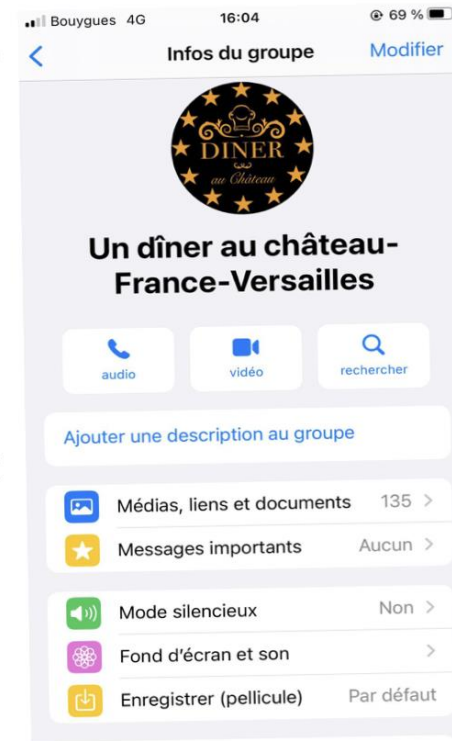 Bouygues 4G 16:04 69 %
Infos du groupe Modifier
DINER
au Château
Un dîner au château-
France-Versailles
audio vidéo rechercher
Ajouter une description au groupe
Médias, liens et documents 135
Messages importants Aucun
Mode silencieux Non
Fond d'écran et son
Enregistrer (pellicule) Par défaut